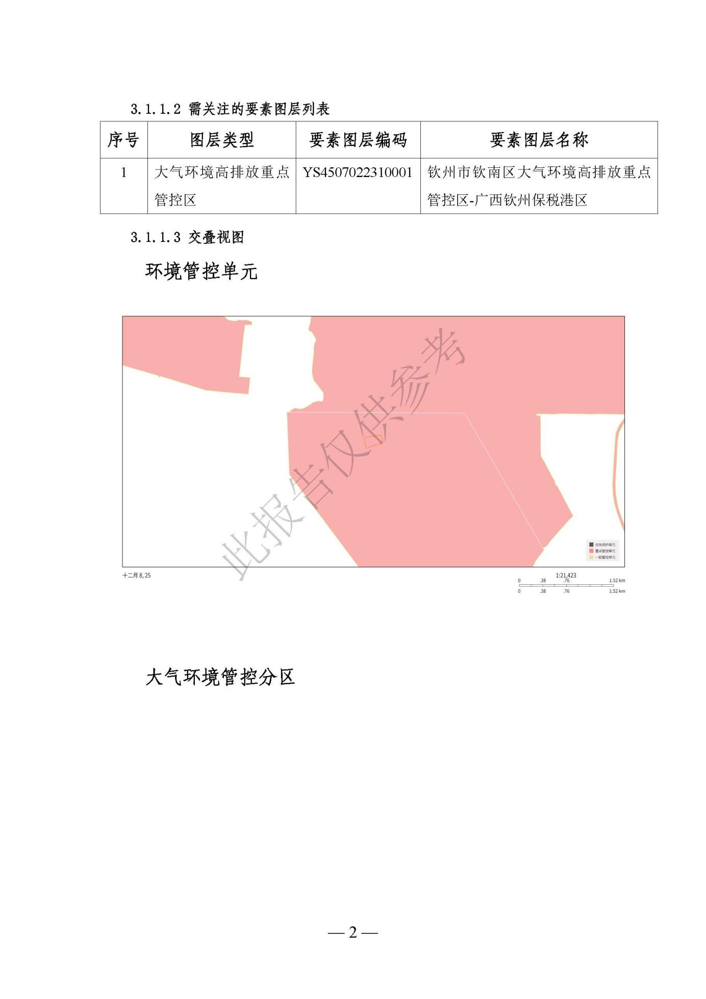 3.1.1.2 需关注的要素图层列表
序号 图层类型 要素图层编码 要素图层名称
1 大气环境高排放重点 YS4507022310001 钦州市钦南区大气环境高排放重点
管控区 管控区-广西钦州保税港区
3.1.1.3 交叠视图
环境管控单元
此报告仅供参考
优先保护单元
重点管控单元
一般管控单元
十二月 8, 25
1:21,423
0 .38 .76 1.52 km
0 .38 .76 1.52 km
大气环境管控分区
— 2 —